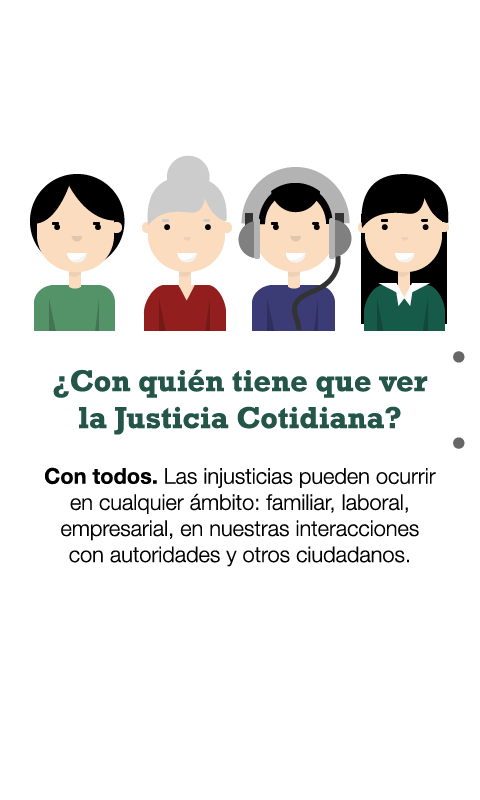 ¿Con quién tiene que ver
la Justicia Cotidiana?
Con todos. Las injusticias pueden ocurrir
en cualquier ámbito: familiar, laboral,
empresarial, en nuestras interacciones
con autoridades y otros ciudadanos.